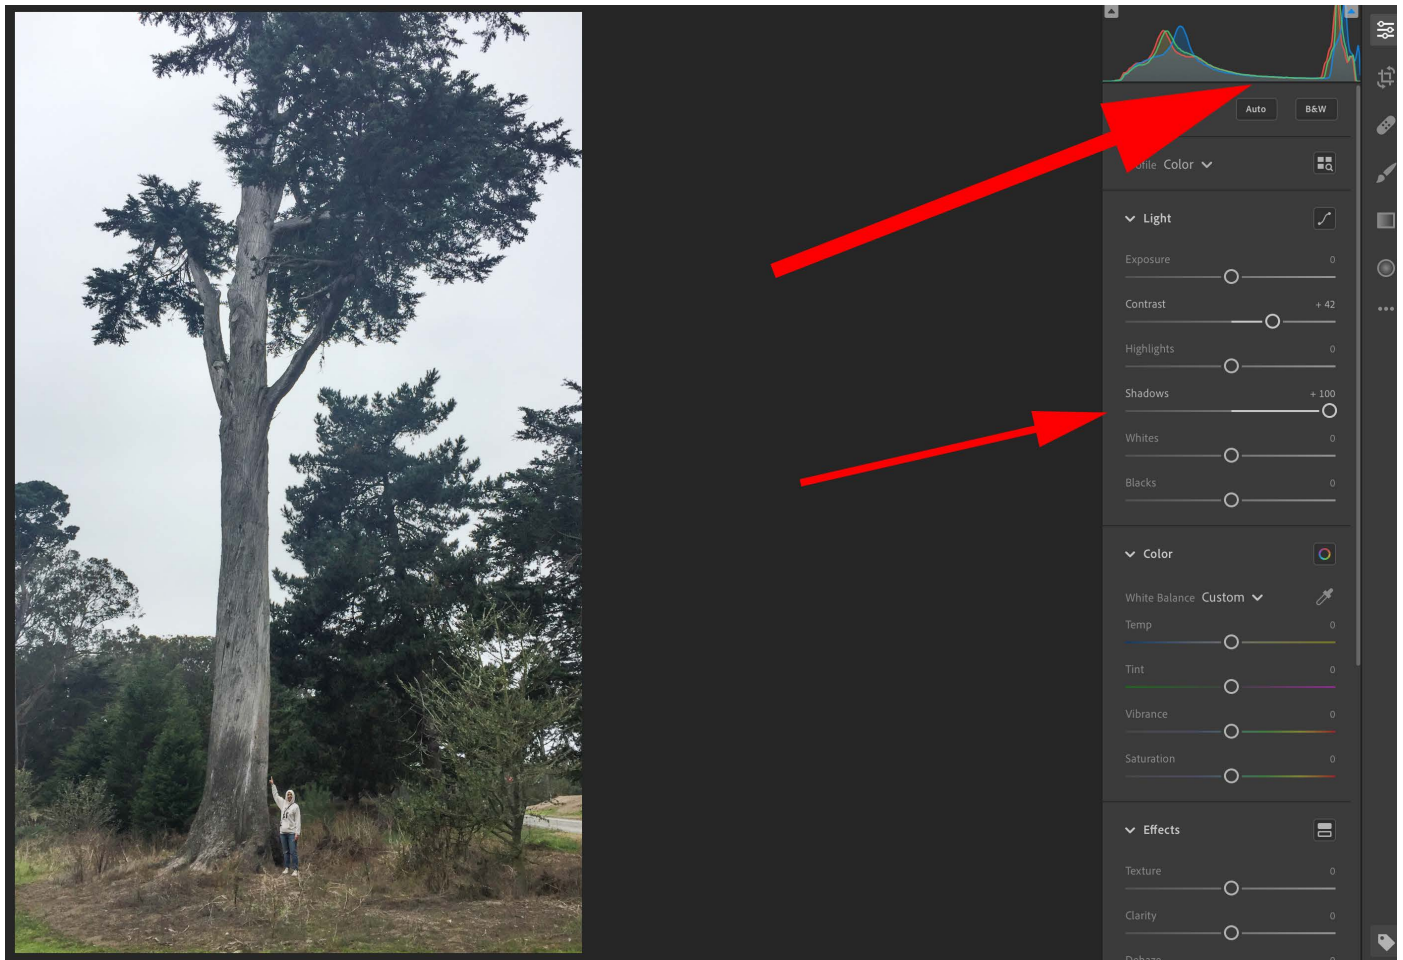 Auto
B&W
Color
Light
Exposure 0
Contrast + 42
Highlights 0
Shadows + 100
Whites 0
Blacks 0
Color
White Balance Custom
Temp 0
Tint 0
Vibrance 0
Saturation 0
Effects
Texture 0
Clarity 0